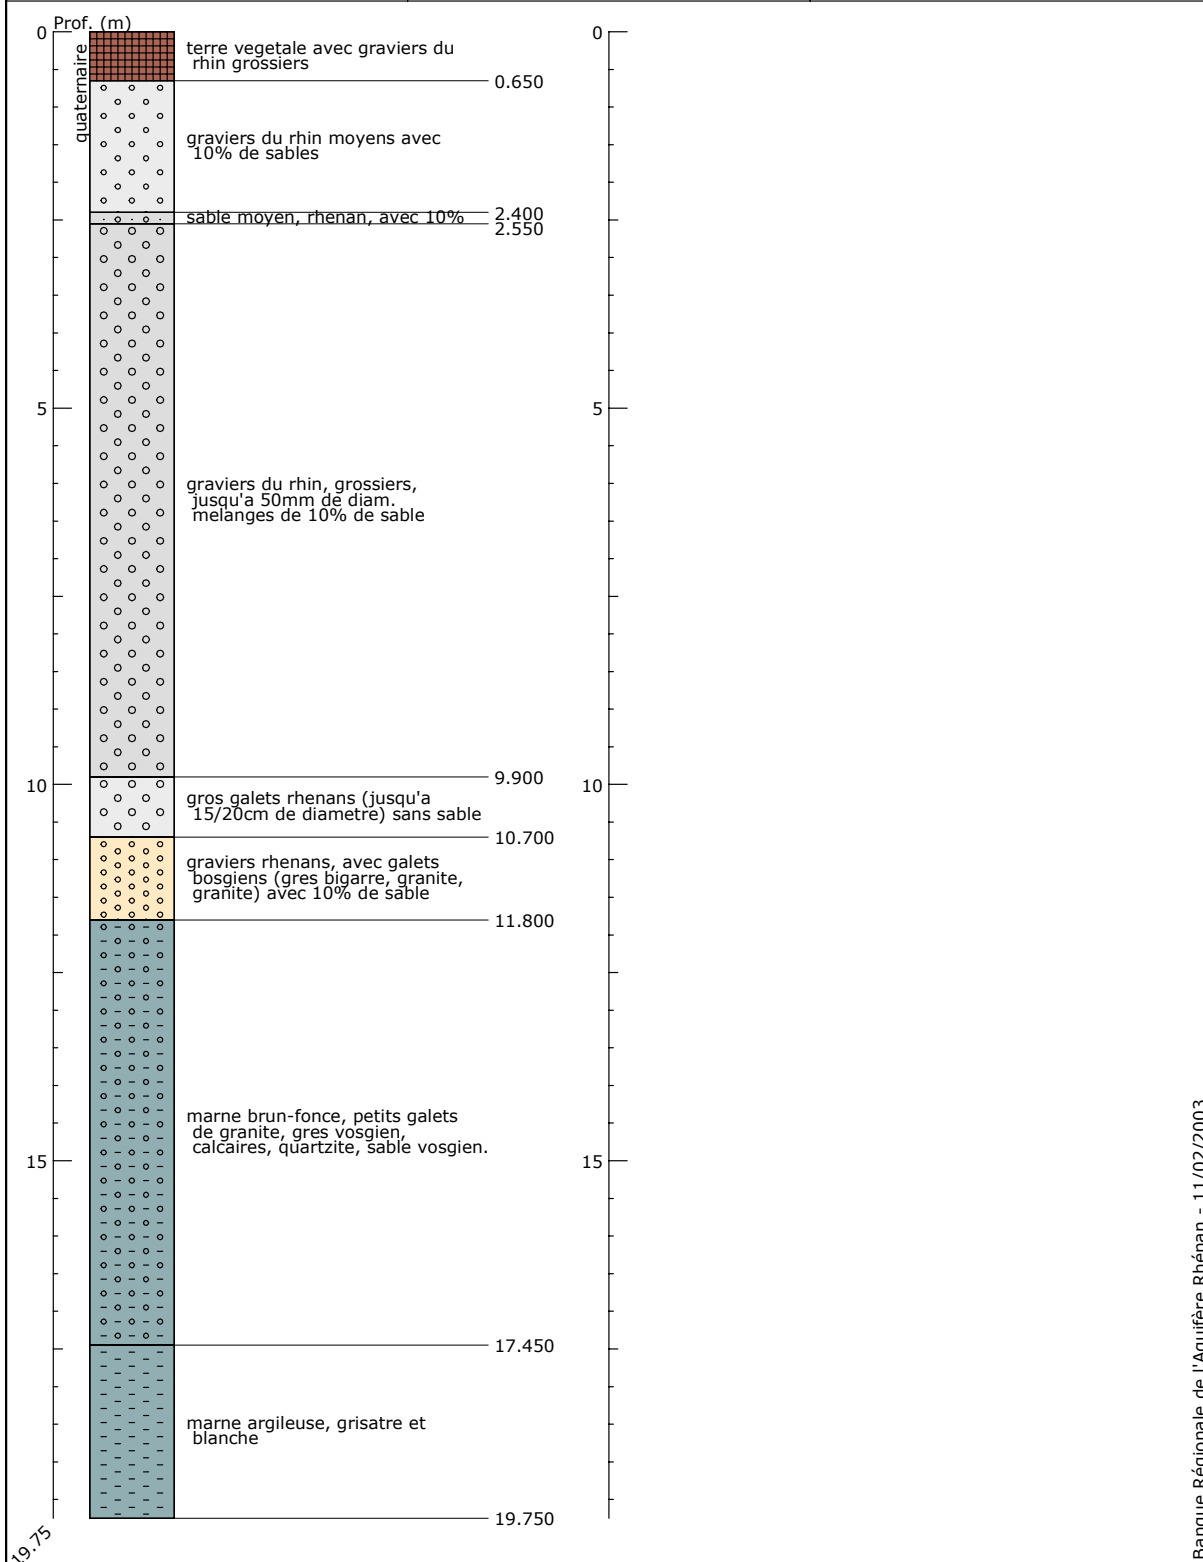 Prof. (m)
0
0
quaternaire
terre vegetale avec graviers du
rhin grossiers
0.650
graviers du rhin moyens avec
10% de sables
2.400
sable moyen, rhenan, avec 10%
2.550
5
5
graviers du rhin, grossiers,
jusqu'a 50mm de diam.
melanges de 10% de sable
9.900
10
10
gros galets rhenans (jusqu'a
15/20cm de diametre) sans sable
10.700
graviers rhenans, avec galets
bosgiens (gres bigarre, granite,
granite) avec 10% de sable
11.800
marne brun-fonce, petits galets
de granite, gres vosgien,
calcaires, quartzite, sable vosgien.
15
15
17.450
marne argileuse, grisatre et
blanche
19.750
19.75
Banque Régionale de l'Aquifère Rhénan - 11/02/2003